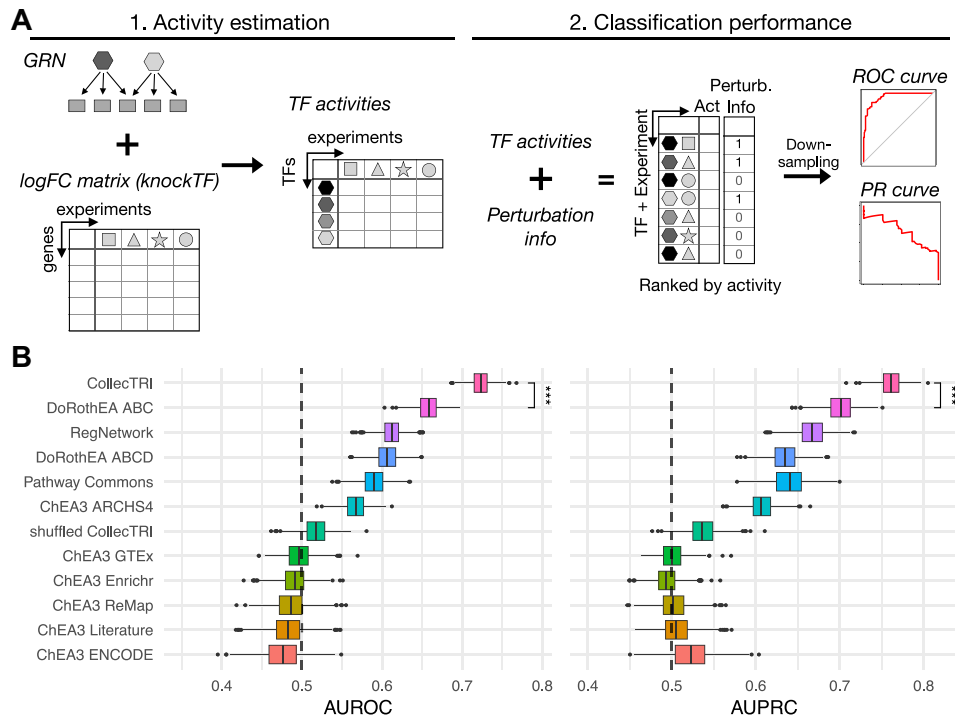 A
1. Activity estimation
2. Classification performance
GRN
+
logFC matrix (knockTF)
experiments
genes
TF activities
experiments
TFs
TF activities
+
Perturbation
info
=
TF + Experiment
Perturb.
Act Info
1
1
0
1
0
0
0
Ranked by activity
Down-
sampling
ROC curve
PR curve
B
CollecTRI
DoRothEA ABC
RegNetwork
DoRothEA ABCD
Pathway Commons
ChEA3 ARCHS4
shuffled CollecTRI
ChEA3 GTEx
ChEA3 Enrichr
ChEA3 ReMap
ChEA3 Literature
ChEA3 ENCODE
***
***
0.4 0.5 0.6 0.7 0.8
AUROC
0.4 0.5 0.6 0.7 0.8
AUPRC